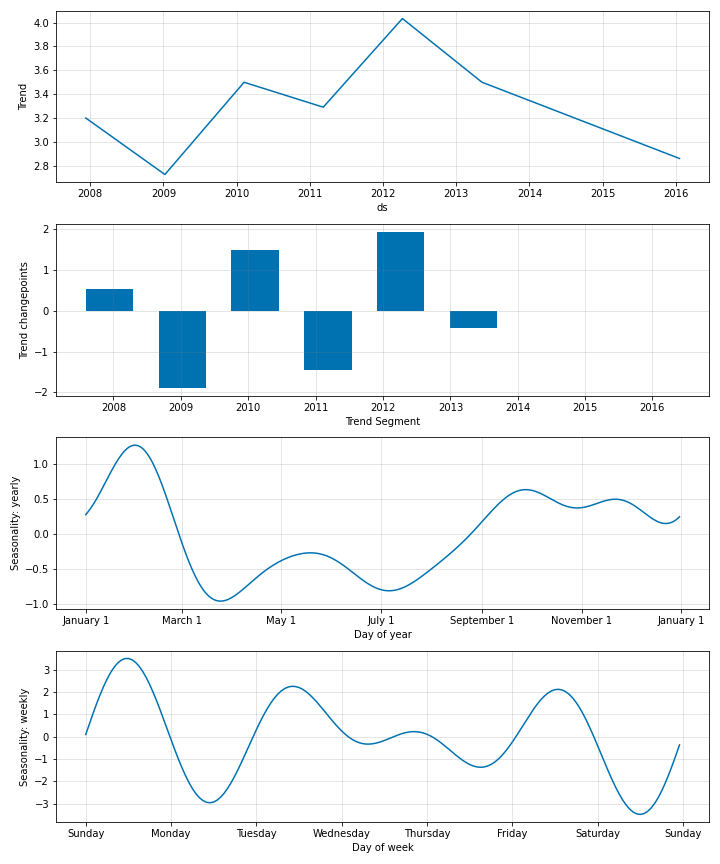 Trend
4.0
3.8
3.6
3.4
3.2
3.0
2.8
2008 2009 2010 2011 2012 2013 2014 2015 2016
ds
Trend changepoints
2
1
0
−1
−2
2008 2009 2010 2011 2012 2013 2014 2015 2016
Trend Segment
Seasonality: yearly
1.0
0.5
0.0
−0.5
−1.0
January 1 March 1 May 1 July 1 September 1 November 1 January 1
Day of year
Seasonality: weekly
3
2
1
0
−1
−2
−3
Sunday Monday Tuesday Wednesday Thursday Friday Saturday Sunday
Day of week